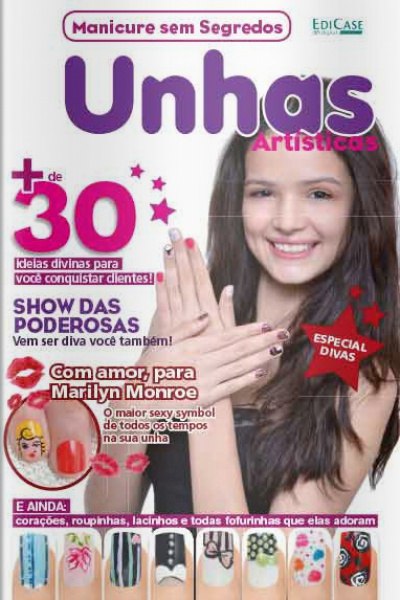 Manicure sem Segredos
EDICASE
Unhas
Artísticas
+ de
30
ideias divinas para
você conquistar clientes!
SHOW DAS
PODEROSAS
Vem ser diva você também!
ESPECIAL
DIVAS
Com amor, para
Marilyn Monroe
O maior sexy symbol
de todos os tempos
na sua unha
E AINDA:
corações, roupinhas, lacinhos e todas fofurinhas que elas adoram